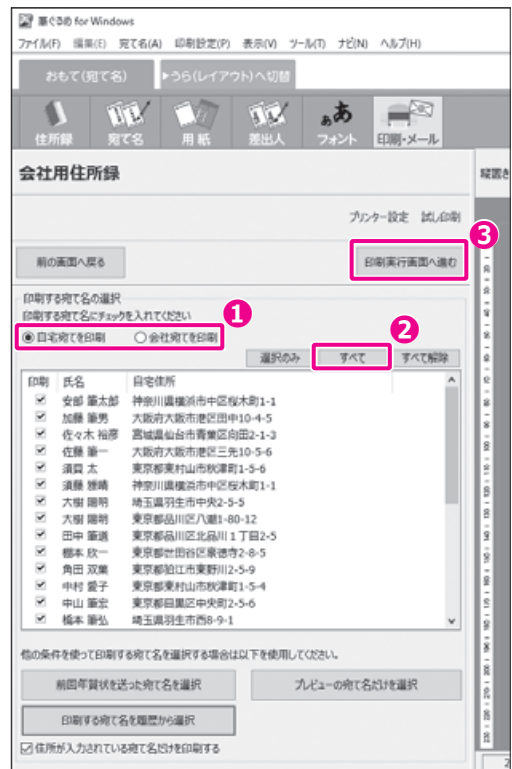 筆ぐるめ for Windows
ファイル(F) 編集(E) 宛て名(A) 印刷設定(P) 表示(V) ツール(T) ナビ(N) ヘルプ(H)
おもて(宛て名) ▶うら(レイアウト)へ切替
住所録 宛て名 用紙 差出人 フォント 印刷・メール
会社用住所録
縦置き
プリンター設定 試し印刷
3
前の画面へ戻る 印刷実行画面へ進む
印刷する宛て名の選択
印刷する宛て名にチェックを入れてください
1
自宅宛てを印刷 会社宛てを印刷
2
選択のみ すべて すべて解除
印刷 氏名 自宅住所
安部 筆太郎 神奈川県横浜市中区桜木町1-1
加藤 筆男 大阪府大阪市港区田中10-4-5
佐々木 裕彦 宮城県仙台市青葉区向田2-1-3
佐藤 筆一 大阪府大阪市港区三先10-5-6
須貝 太 東京都東村山市秋津町1-5-6
須藤 雅晴 神奈川県横浜市中区桜木町1-1
大樹 陽明 埼玉県羽生市中央2-5-5
大樹 陽明 東京都品川区八潮1-80-12
田中 筆道 東京都品川区北品川１丁目2-5
棚本 欣一 東京都世田谷区豪徳寺2-8-5
角田 双葉 東京都狛江市東野川2-5-9
中村 愛子 東京都東村山市秋津町1-5-4
中山 筆宏 東京都目黒区中央町2-5-6
橋本 筆弘 埼玉県羽生市西8-9-1
他の条件を使って印刷する宛て名を選択する場合は以下を使用してください。
前回年賀状を送った宛て名を選択 プレビューの宛て名だけを選択
印刷する宛て名を履歴から選択
住所が入力されている宛て名だけを印刷する